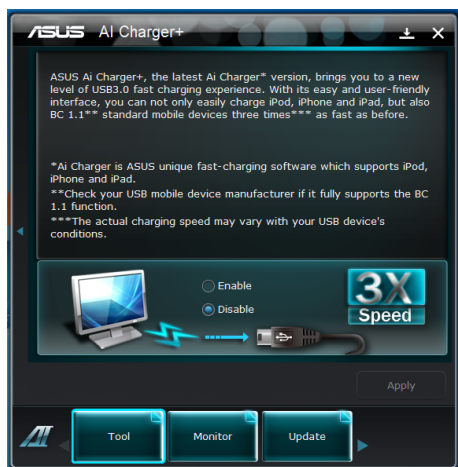 ASUS AI Charger+
ASUS Ai Charger+, the latest Ai Charger* version, brings you to a new
level of USB3.0 fast charging experience. With its easy and user-friendly
interface, you can not only easily charge iPod, iPhone and iPad, but also
BC 1.1** standard mobile devices three times*** as fast as before.
*Ai Charger is ASUS unique fast-charging software which supports iPod,
iPhone and iPad.
**Check your USB mobile device manufacturer if it fully supports the BC
1.1 function.
***The actual charging speed may vary with your USB device's
conditions.
Enable
Disable
3X
Speed
Apply
AI
Tool
Monitor
Update